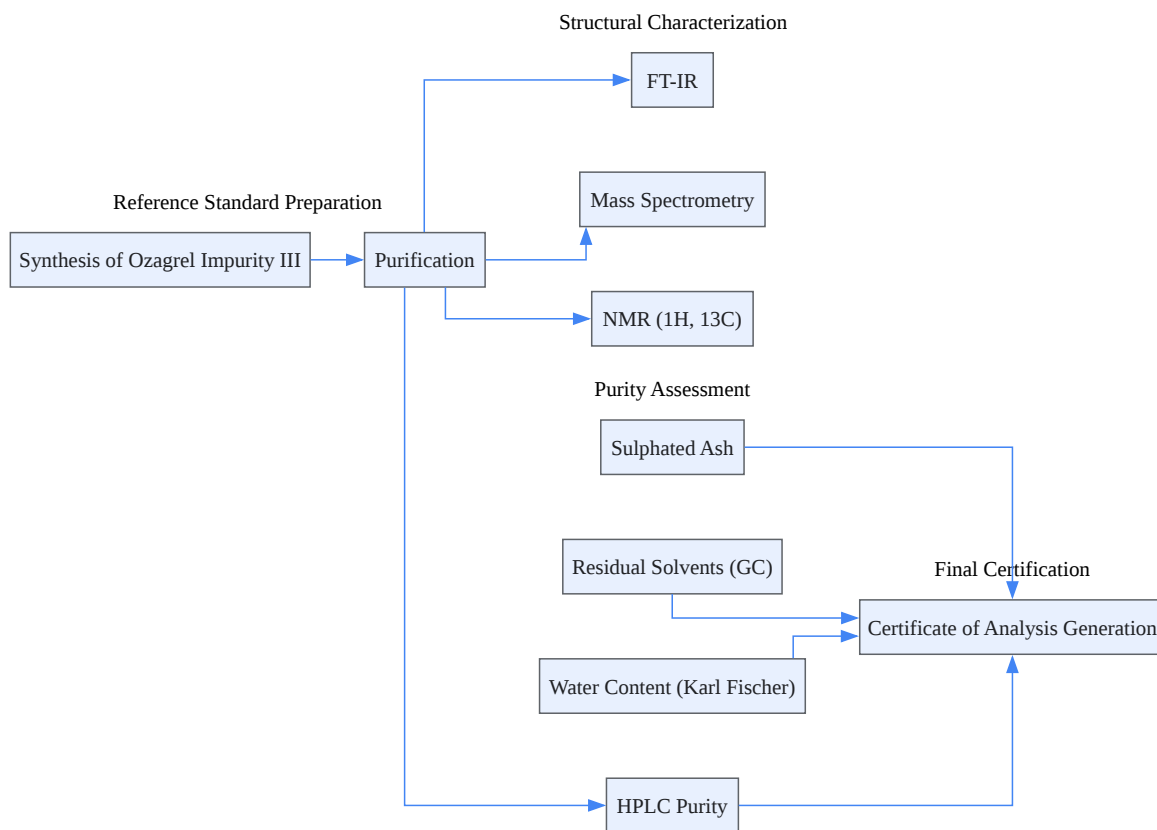 Structural Characterization
FT-IR
Mass Spectrometry
Reference Standard Preparation
Synthesis of Ozagrel Impurity III
Purification
NMR (1H, 13C)
Purity Assessment
Sulphated Ash
Residual Solvents (GC)
Final Certification
Certificate of Analysis Generation
Water Content (Karl Fischer)
HPLC Purity